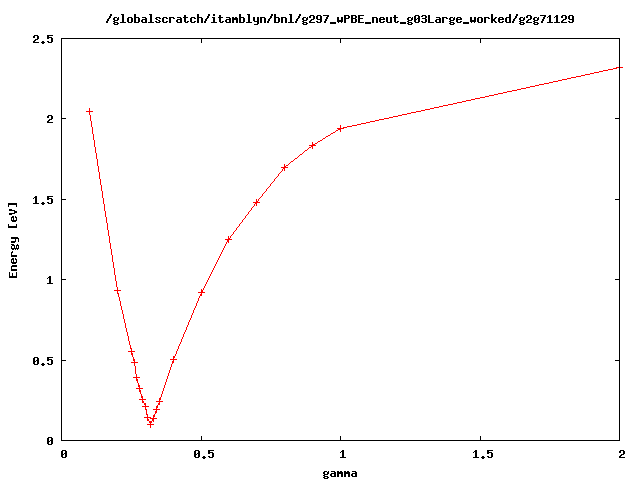 /globalscratch/itamblyn/bnl/g297_wPBE_neut_g03Large_worked/g2g71129
2.5
2
1.5
1
0.5
0
Energy [eV]
0 0.5 1 1.5 2
gamma